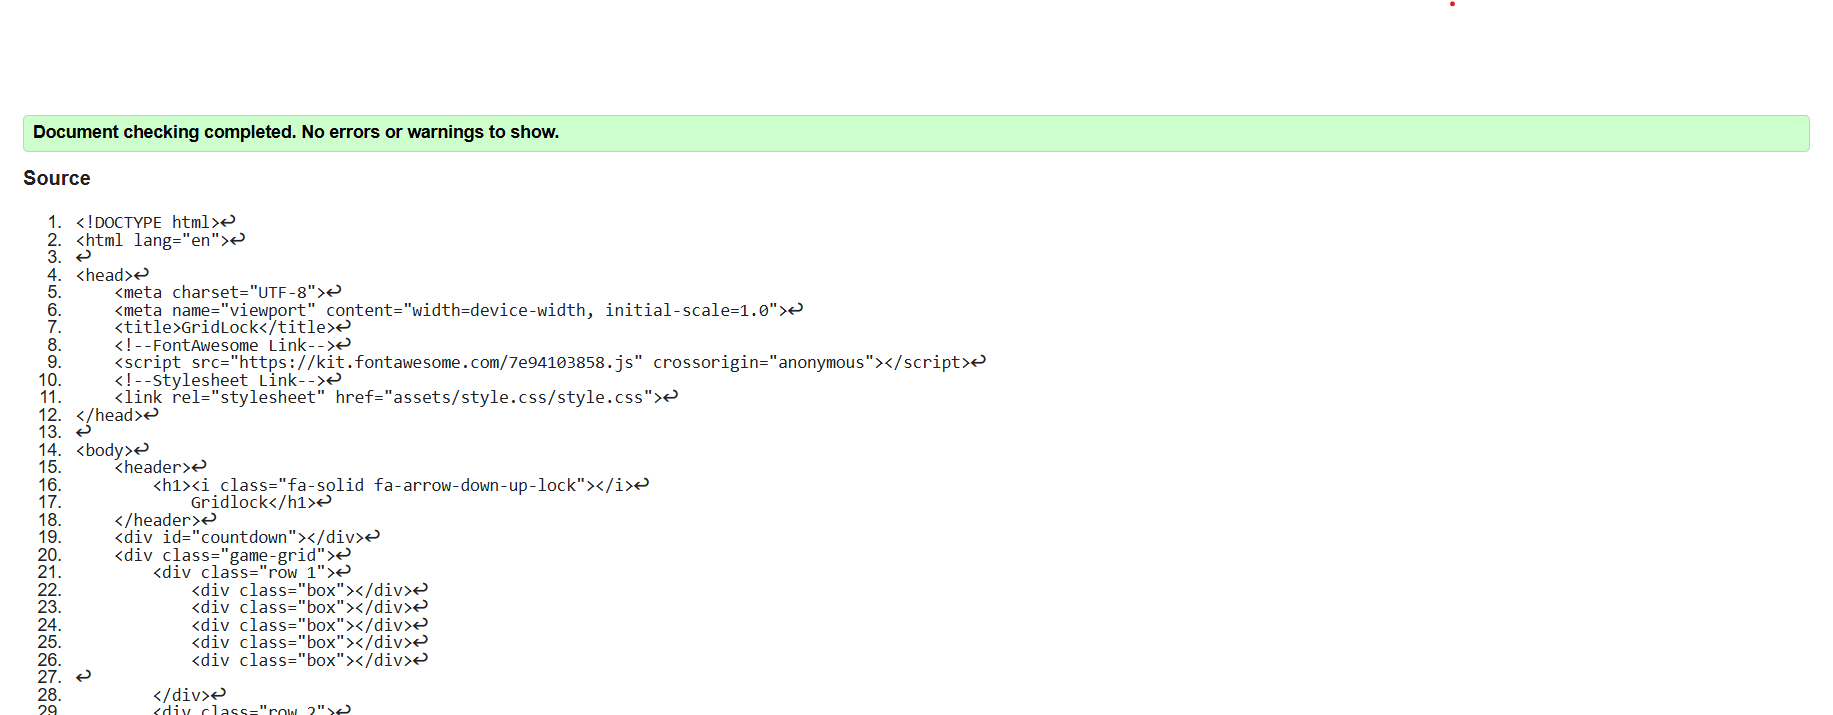 Document checking completed. No errors or warnings to show.
Source
1. <!DOCTYPE html>↩
2. <html lang="en">↩
3. ↩
4. <head>↩
5.     <meta charset="UTF-8">↩
6.     <meta name="viewport" content="width=device-width, initial-scale=1.0">↩
7.     <title>GridLock</title>↩
8.     <!--FontAwesome Link-->↩
9.     <script src="https://kit.fontawesome.com/7e94103858.js" crossorigin="anonymous"></script>↩
10.     <!--Stylesheet Link-->↩
11.     <link rel="stylesheet" href="assets/style.css/style.css">↩
12. </head>↩
13. ↩
14. <body>↩
15.     <header>↩
16.         <h1><i class="fa-solid fa-arrow-down-up-lock"></i>↩
17.             Gridlock</h1>↩
18.     </header>↩
19.     <div id="countdown"></div>↩
20.     <div class="game-grid">↩
21.         <div class="row 1">↩
22.             <div class="box"></div>↩
23.             <div class="box"></div>↩
24.             <div class="box"></div>↩
25.             <div class="box"></div>↩
26.             <div class="box"></div>↩
27. ↩
28.         </div>↩
29.         <div class="row 2">↩